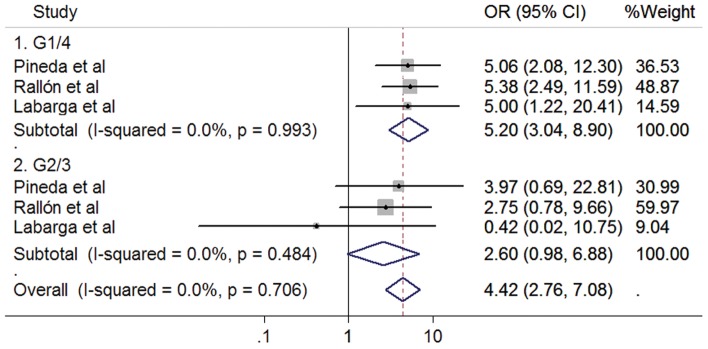 Study OR (95% CI) %Weight
1. G1/4
Pineda et al 5.06 (2.08, 12.30) 36.53
Rallón et al 5.38 (2.49, 11.59) 48.87
Labarga et al 5.00 (1.22, 20.41) 14.59
Subtotal (I-squared = 0.0%, p = 0.993) 5.20 (3.04, 8.90) 100.00
.
2. G2/3
Pineda et al 3.97 (0.69, 22.81) 30.99
Rallón et al 2.75 (0.78, 9.66) 59.97
Labarga et al 0.42 (0.02, 10.75) 9.04
Subtotal (I-squared = 0.0%, p = 0.484) 2.60 (0.98, 6.88) 100.00
.
Overall (I-squared = 0.0%, p = 0.706) 4.42 (2.76, 7.08) .
.1 1 10